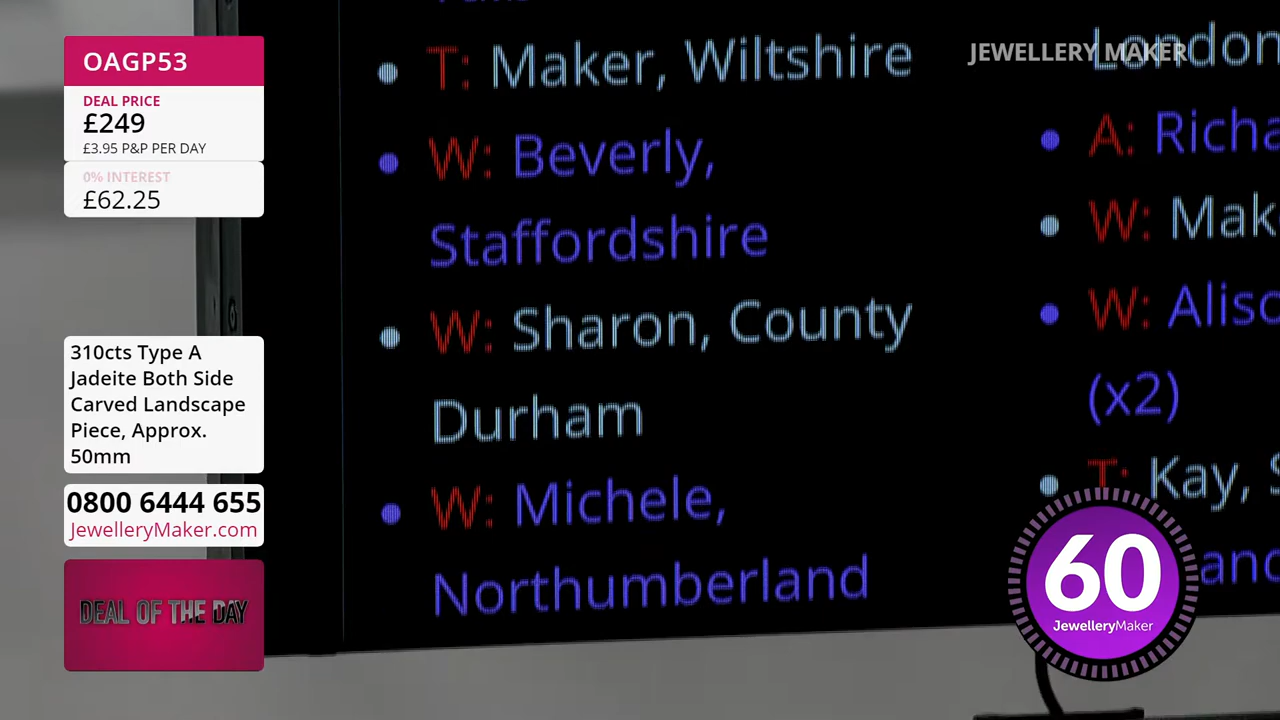 OAGP53
DEAL PRICE
£249
£3.95 P&P PER DAY
0% INTEREST
£62.25
310cts Type A
Jadeite Both Side
Carved Landscape
Piece, Approx.
50mm
0800 6444 655
JewelleryMaker.com
DEAL OF THE DAY
T: Maker, Wiltshire
W: Beverly,
Staffordshire
W: Sharon, County
Durham
W: Michele,
Northumberland
JEWELLERY MAKER
London
A:
W:
W:
(x2)
T: Kay,
60
JewelleryMaker